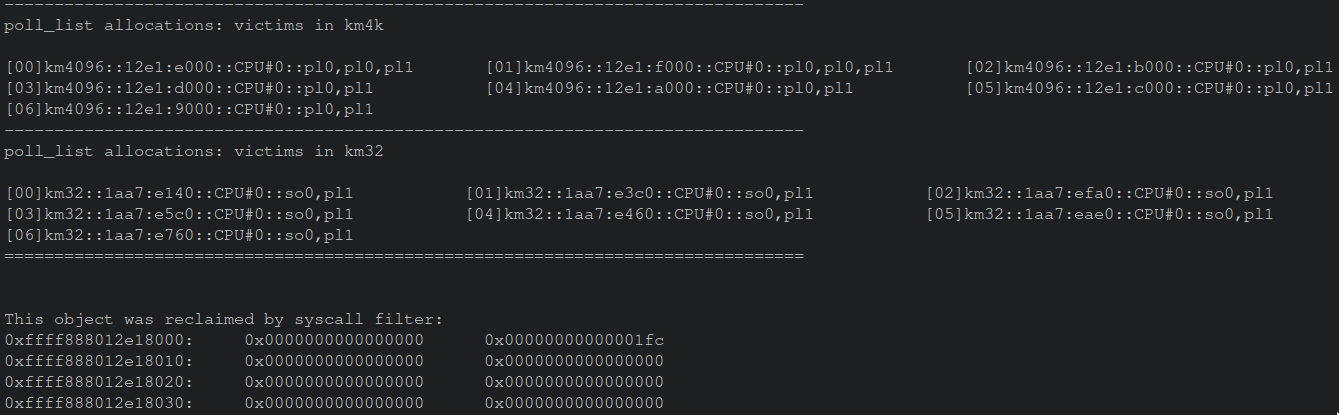 --------------------------------------------------------------------------------
poll_list allocations: victims in km4k
[00]km4096::12e1:e000::CPU#0::pl0,pl0,pl1 [01]km4096::12e1:f000::CPU#0::pl0,pl0,pl1 [02]km4096::12e1:b000::CPU#0::pl0,pl1
[03]km4096::12e1:d000::CPU#0::pl0,pl1 [04]km4096::12e1:a000::CPU#0::pl0,pl1 [05]km4096::12e1:c000::CPU#0::pl0,pl1
[06]km4096::12e1:9000::CPU#0::pl0,pl1
--------------------------------------------------------------------------------
poll_list allocations: victims in km32
[00]km32::1aa7:e140::CPU#0::so0,pl1 [01]km32::1aa7:e3c0::CPU#0::so0,pl1 [02]km32::1aa7:efa0::CPU#0::so0,pl1
[03]km32::1aa7:e5c0::CPU#0::so0,pl1 [04]km32::1aa7:e460::CPU#0::so0,pl1 [05]km32::1aa7:eae0::CPU#0::so0,pl1
[06]km32::1aa7:e760::CPU#0::so0,pl1
================================================================================
This object was reclaimed by syscall filter:
0xffff888012e18000: 0x0000000000000000 0x00000000000001fc
0xffff888012e18010: 0x0000000000000000 0x0000000000000000
0xffff888012e18020: 0x0000000000000000 0x0000000000000000
0xffff888012e18030: 0x0000000000000000 0x0000000000000000